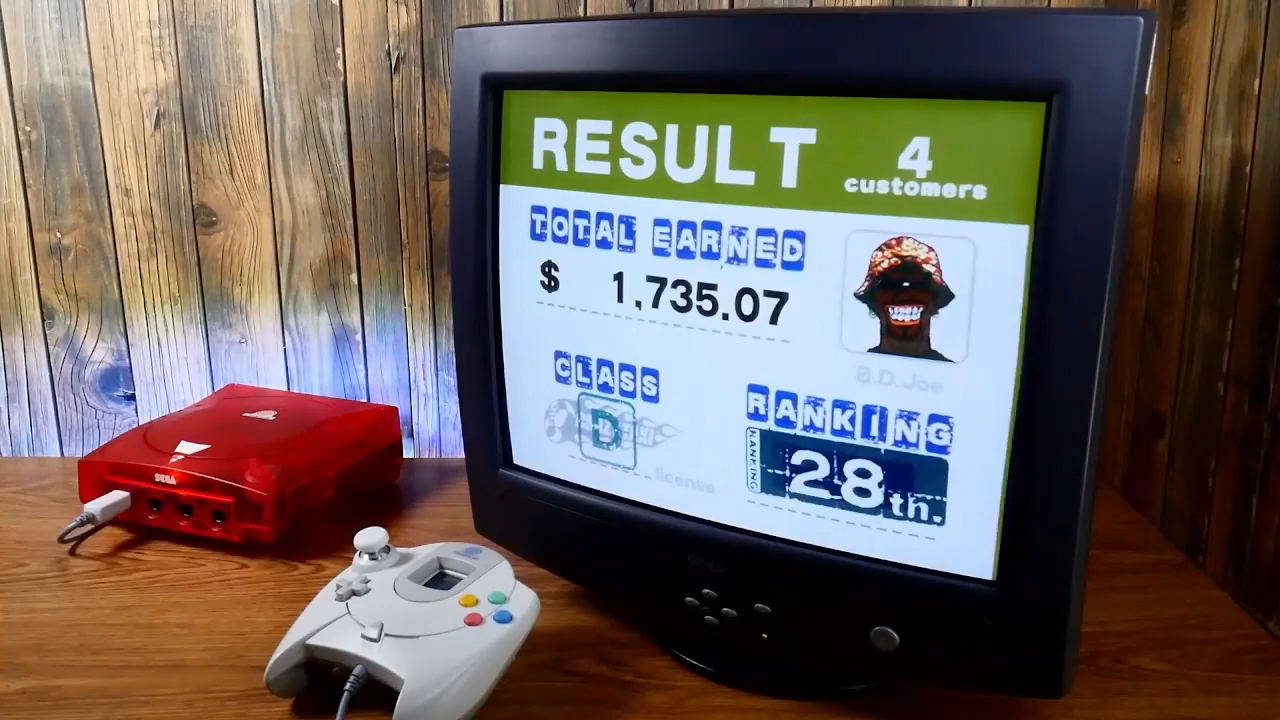 RESULT
4
customers
TOTAL EARNED
$ 1,735.07
B.D.Joe
CLASS
D
license
RANKING
RANKING
28th.
SEGA